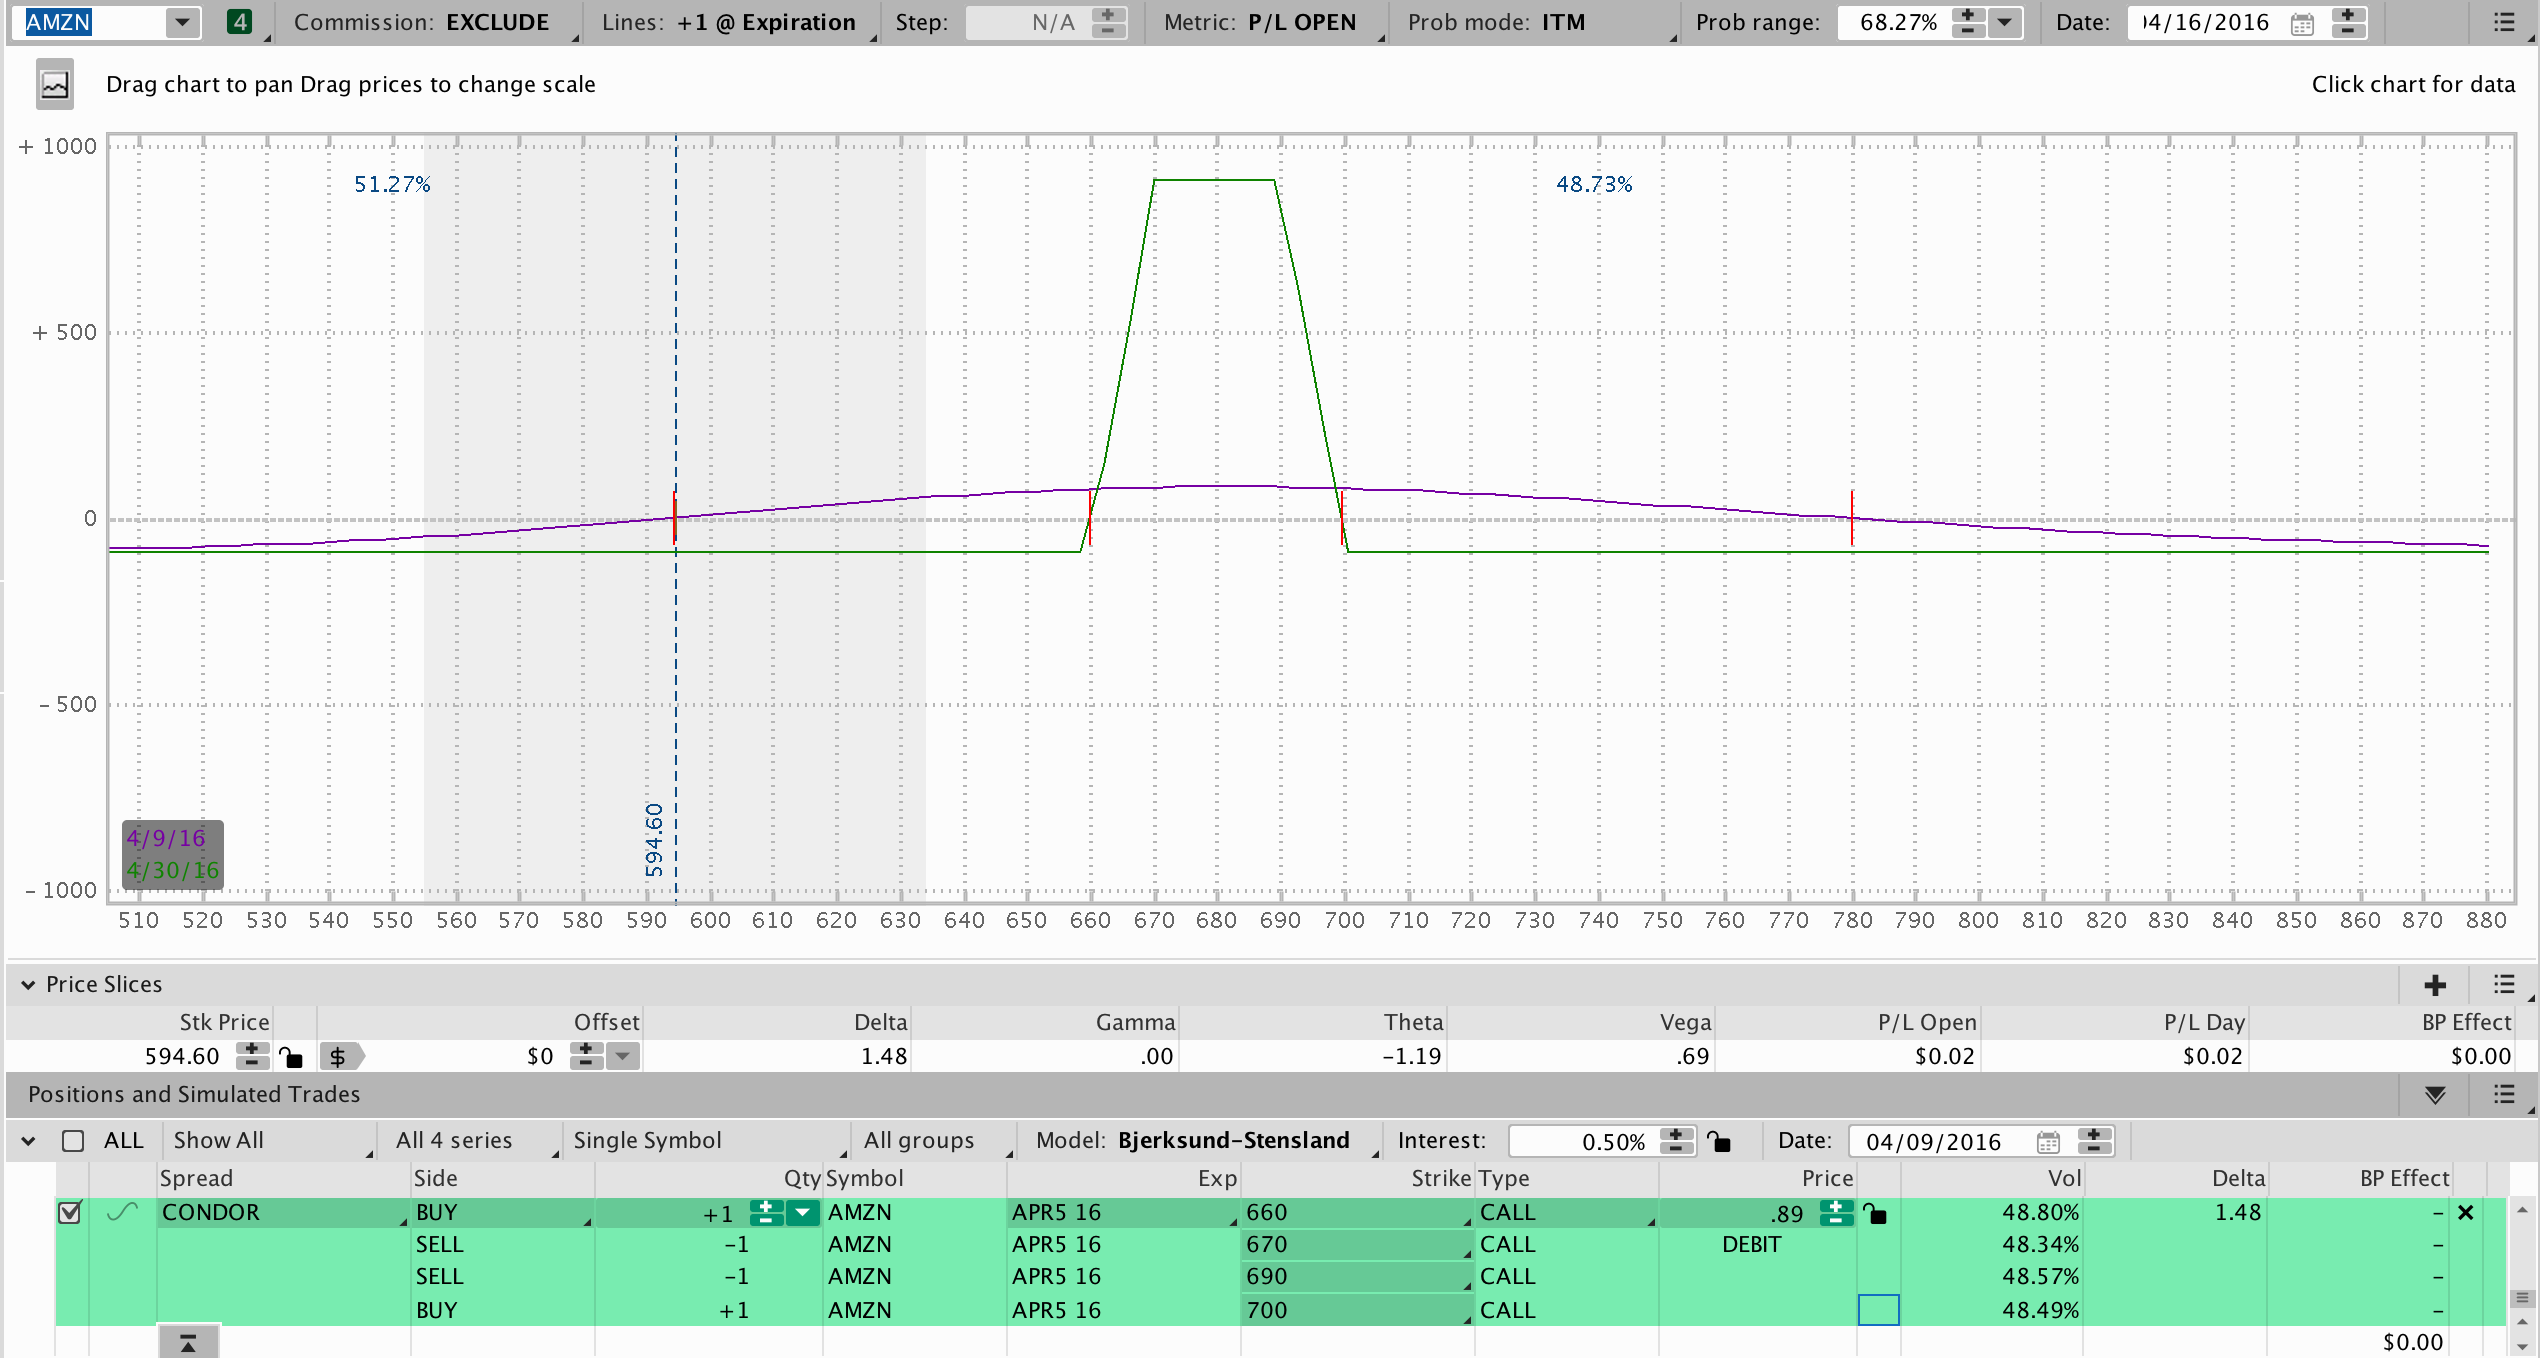 AMZN 4 Commission: EXCLUDE Lines: +1 @ Expiration Step: N/A Metric: P/L OPEN Prob mode: ITM Prob range: 68.27% Date: 04/16/2016
Drag chart to pan Drag prices to change scale Click chart for data
+ 1000
51.27% 48.73%
+ 500
0
- 500
594.60
4/9/16
4/30/16
- 1000
510 520 530 540 550 560 570 580 590 600 610 620 630 640 650 660 670 680 690 700 710 720 730 740 750 760 770 780 790 800 810 820 830 840 850 860 870 880
Price Slices
Stk Price Offset Delta Gamma Theta Vega P/L Open P/L Day BP Effect
594.60 $ $0 1.48 .00 -1.19 .69 $0.02 $0.02 $0.00
Positions and Simulated Trades
ALL Show All All 4 series Single Symbol All groups Model: Bjerksund-Stensland Interest: 0.50% Date: 04/09/2016
Spread Side Qty Symbol Exp Strike Type Price Vol Delta BP Effect
CONDOR BUY +1 AMZN APR5 16 660 CALL .89 48.80% 1.48 -
SELL -1 AMZN APR5 16 670 CALL DEBIT 48.34% -
SELL -1 AMZN APR5 16 690 CALL 48.57% -
BUY +1 AMZN APR5 16 700 CALL 48.49% -
$0.00